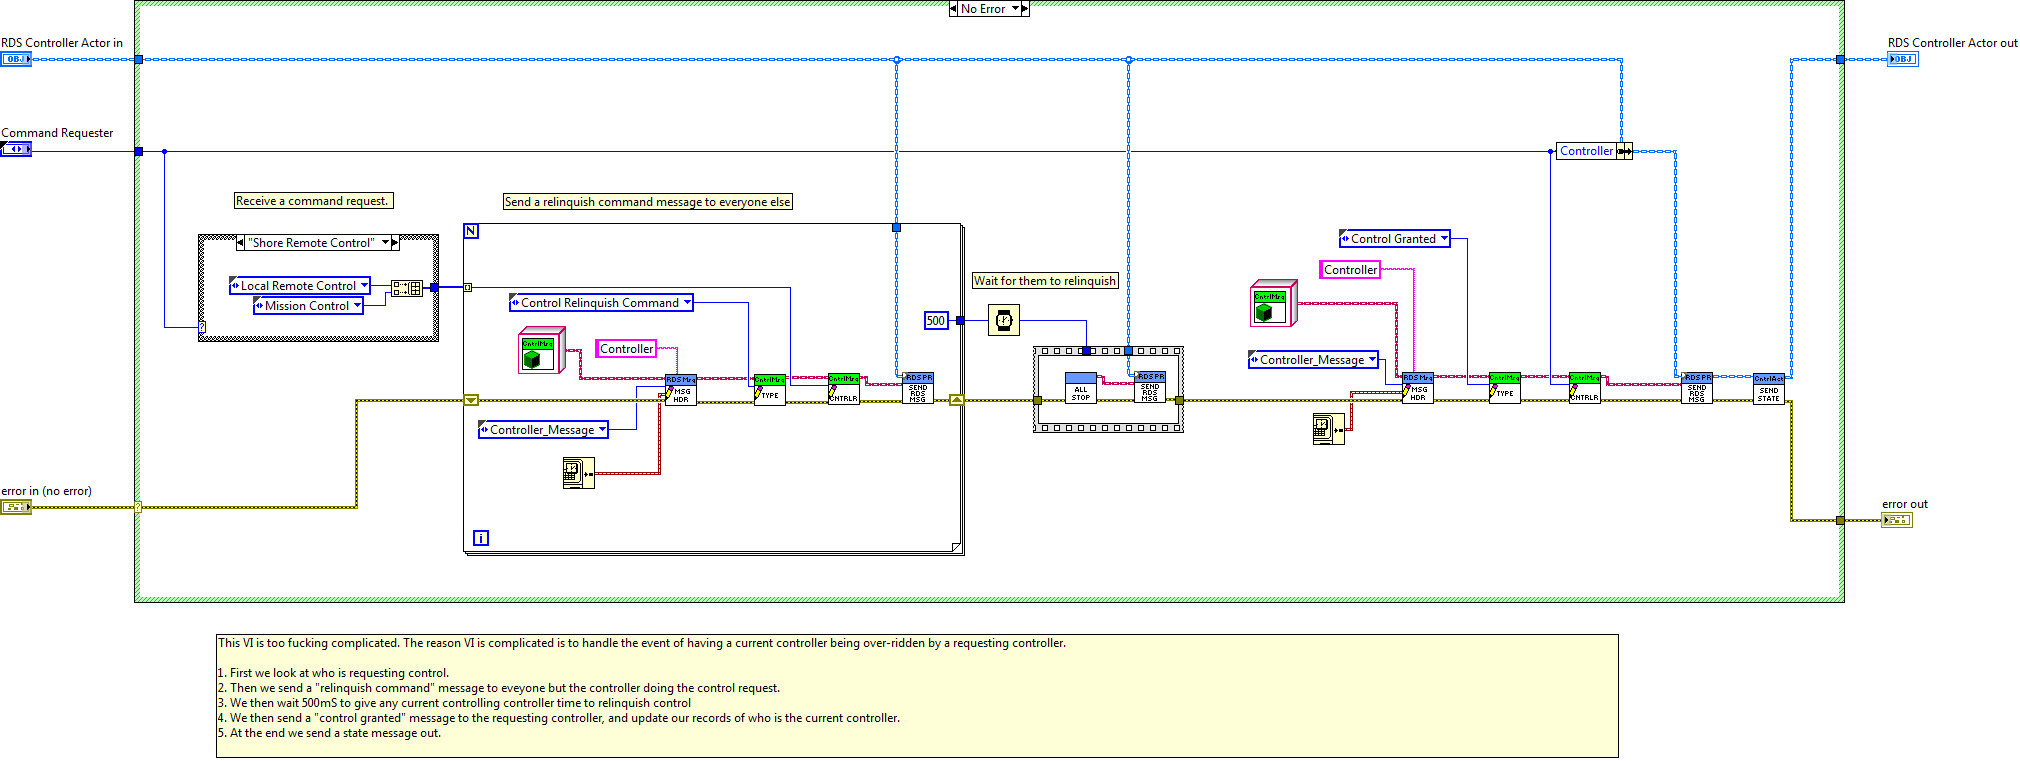 No Error
RDS Controller Actor in
RDS Controller Actor out
OBJ
OBJ
Command Requester
Controller
Receive a command request.
Send a relinquish command message to everyone else
N
"Shore Remote Control"
Control Granted
Controller
Wait for them to relinquish
Local Remote Control
Mission Control
Control Relinquish Command
CntrlMsg
500
Controller
CntrlMsg
Controller_Message
RDS Msg
MSG
HDR
CntrlMsg
TYPE
CntrlMsg
CNTRLR
RDS PR
SEND
RDS
MSG
ALL
STOP
RDS PR
SEND
RDS
MSG
RDS Msg
MSG
HDR
CntrlMsg
TYPE
CntrlMsg
CNTRLR
RDS PR
SEND
RDS
MSG
CntrlAct
SEND
STATE
Controller_Message
?
error in (no error)
?
error out
i
This VI is too fucking complicated. The reason VI is complicated is to handle the event of having a current controller being over-ridden by a requesting controller.
1. First we look at who is requesting control.
2. Then we send a "relinquish command" message to eveyone but the controller doing the control request.
3. We then wait 500mS to give any current controlling controller time to relinquish control
4. We then send a "control granted" message to the requesting controller, and update our records of who is the current controller.
5. At the end we send a state message out.